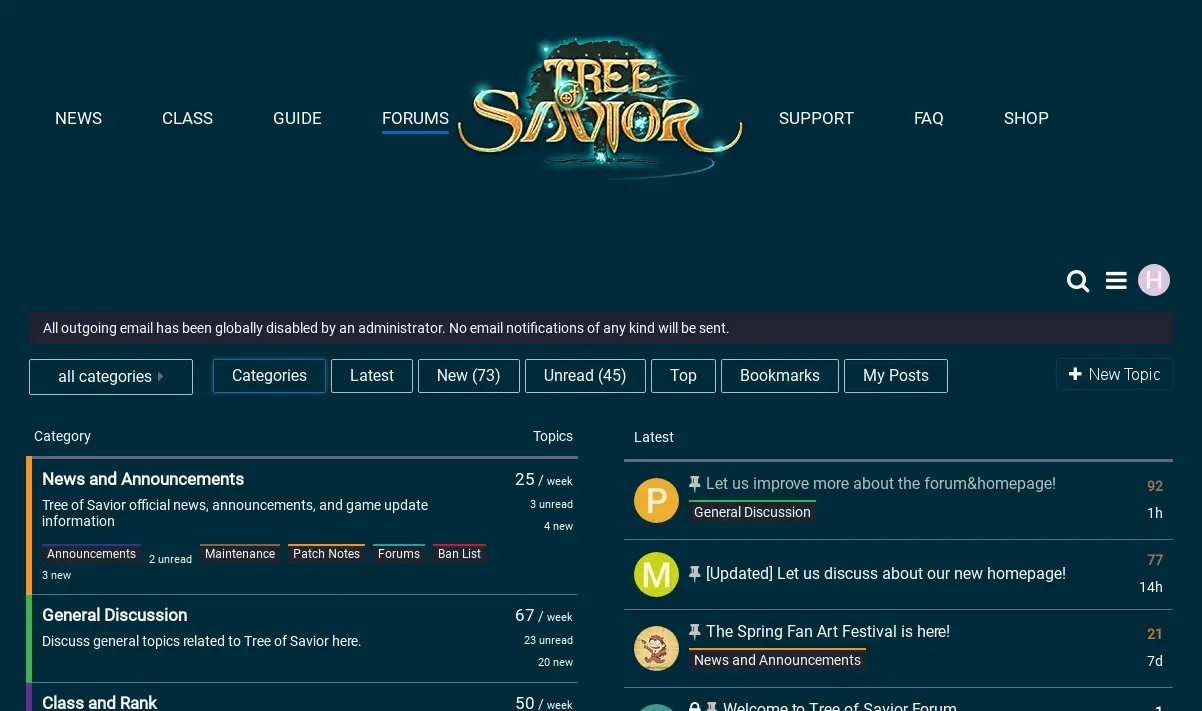 NEWS
CLASS
GUIDE
FORUMS
TREE
SAVIOR
SUPPORT
FAQ
SHOP
H
All outgoing email has been globally disabled by an administrator. No email notifications of any kind will be sent.
all categories
Categories
Latest
New (73)
Unread (45)
Top
Bookmarks
My Posts
New Topic
Category Topics
News and Announcements 25 / week
Tree of Savior official news, announcements, and game update 3 unread
information 4 new
Announcements 2 unread Maintenance Patch Notes Forums Ban List
3 new
General Discussion 67 / week
Discuss general topics related to Tree of Savior here. 23 unread
20 new
Class and Rank 50 / week
Latest
P
Let us improve more about the forum&homepage! 92
General Discussion 1h
M
[Updated] Let us discuss about our new homepage! 77
14h
The Spring Fan Art Festival is here! 21
News and Announcements 7d
Welcome to Tree of Savior Forum 1